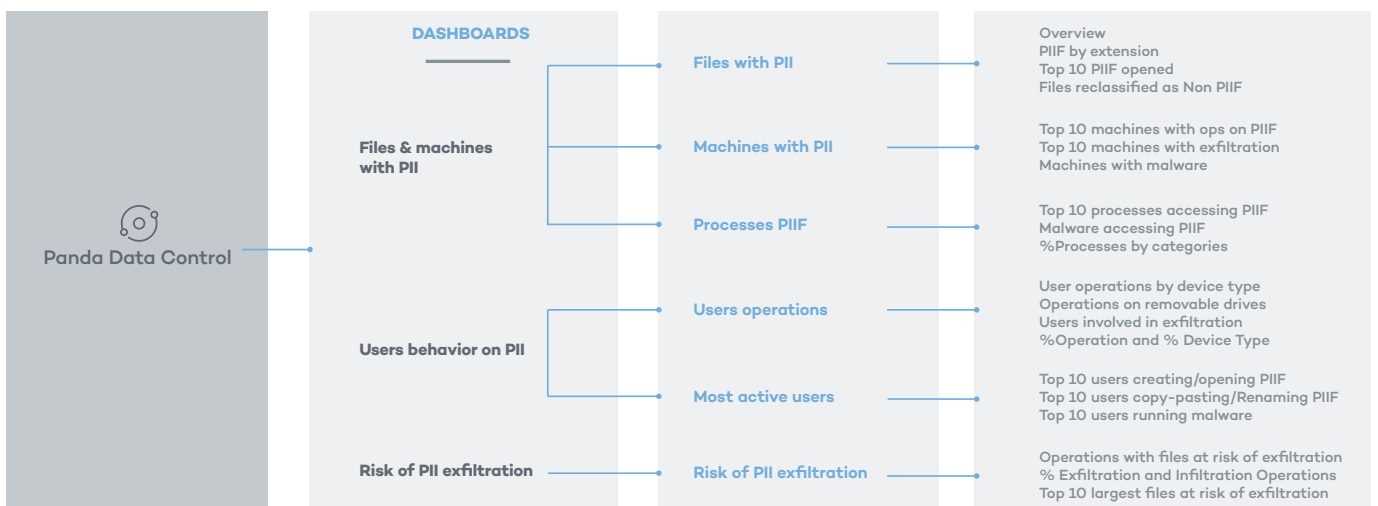 Panda Data Control
DASHBOARDS
Files & machines
with PII
Users behavior on PII
Risk of PII exfiltration
Files with PII
Machines with PII
Processes PIIF
Users operations
Most active users
Risk of PII exfiltration
Overview
PIIF by extension
Top 10 PIIF opened
Files reclassified as Non PIIF
Top 10 machines with ops on PIIF
Top 10 machines with exfiltration
Machines with malware
Top 10 processes accessing PIIF
Malware accessing PIIF
%Processes by categories
User operations by device type
Operations on removable drives
Users involved in exfiltration
%Operation and % Device Type
Top 10 users creating/opening PIIF
Top 10 users copy-pasting/Renaming PIIF
Top 10 users running malware
Operations with files at risk of exfiltration
% Exfiltration and Infiltration Operations
Top 10 largest files at risk of exfiltration